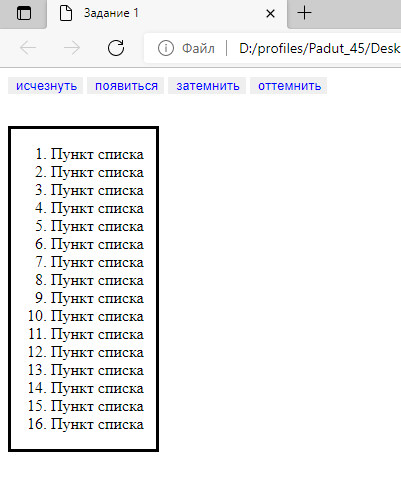 Задание 1
Файл D:/profiles/Padut_45/Desk
исчезнуть появиться затемнить оттемнить
1. Пункт списка
2. Пункт списка
3. Пункт списка
4. Пункт списка
5. Пункт списка
6. Пункт списка
7. Пункт списка
8. Пункт списка
9. Пункт списка
10. Пункт списка
11. Пункт списка
12. Пункт списка
13. Пункт списка
14. Пункт списка
15. Пункт списка
16. Пункт списка